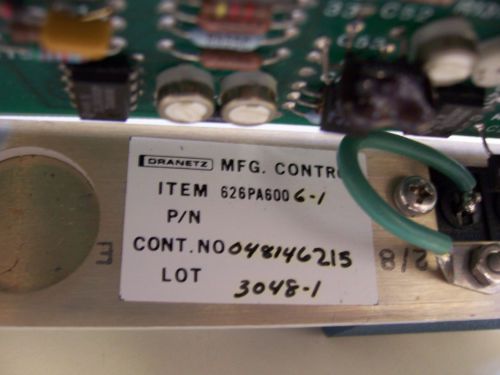 DRANETZ MFG. CONTRO
ITEM 626PA600 6-1
P/N
CONT.NO 048146215
LOT 3048-1
E
2/8